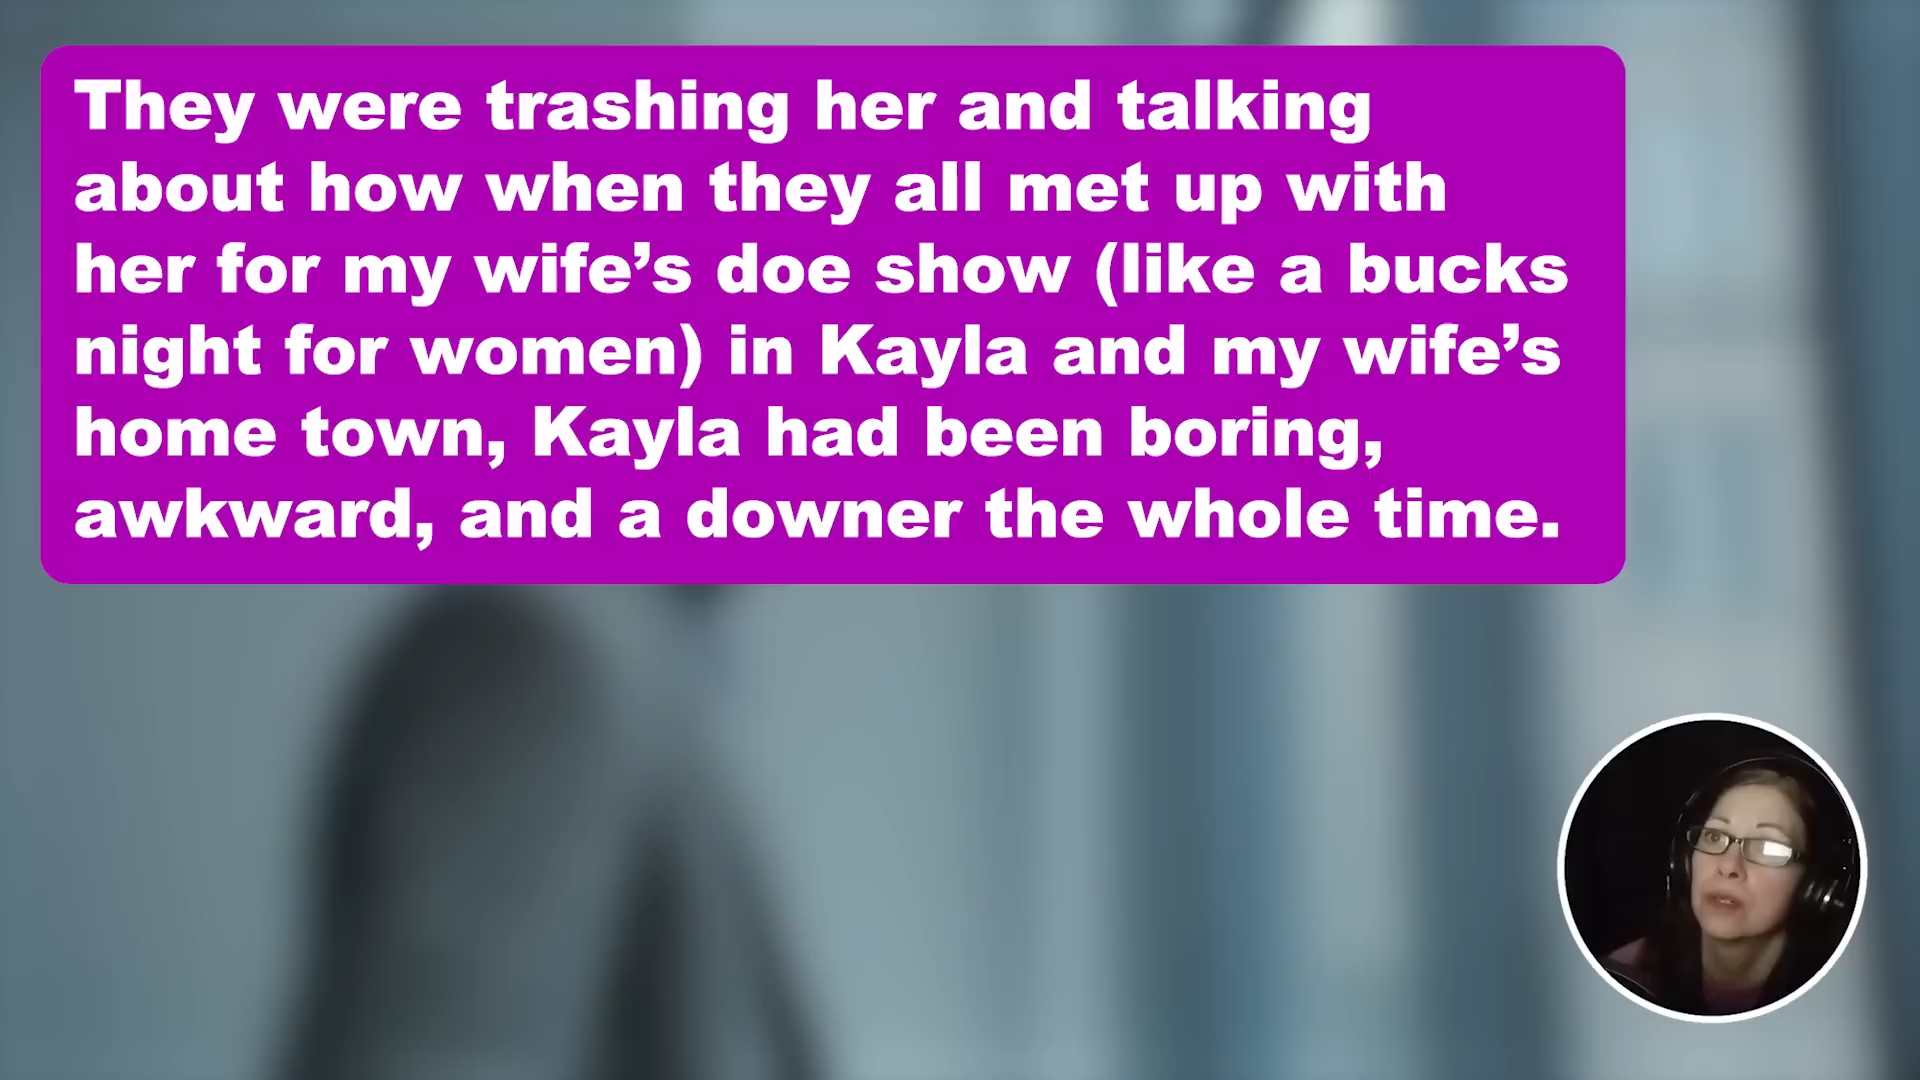 They were trashing her and talking
about how when they all met up with
her for my wife’s doe show (like a bucks
night for women) in Kayla and my wife’s
home town, Kayla had been boring,
awkward, and a downer the whole time.